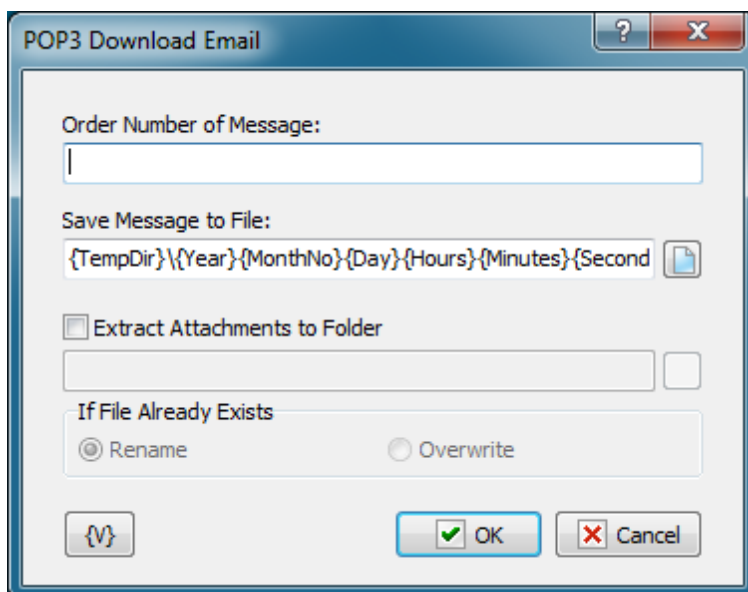 POP3 Download Email
Order Number of Message:
Save Message to File:
{TempDir}\{Year}{MonthNo}{Day}{Hours}{Minutes}{Second
Extract Attachments to Folder
If File Already Exists
Rename Overwrite
{V} OK Cancel